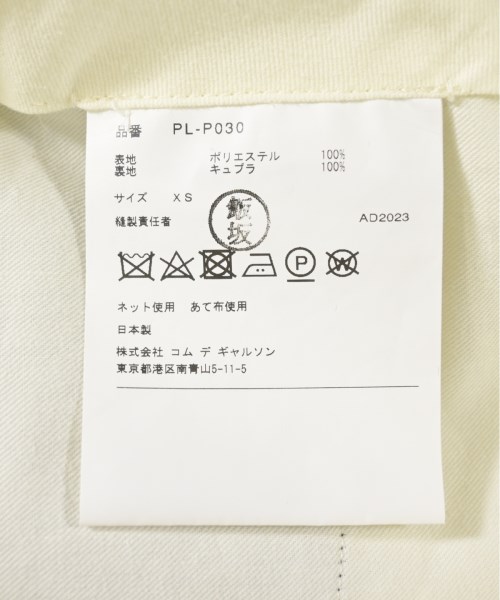 品番 PL-P030
表地 ポリエステル 100%
裏地 キュプラ 100%
サイズ XS
縫製責任者 飯坂 AD2023
P W
ネット使用 あて布使用
日本製
株式会社 コム デ ギャルソン
東京都港区南青山5-11-5